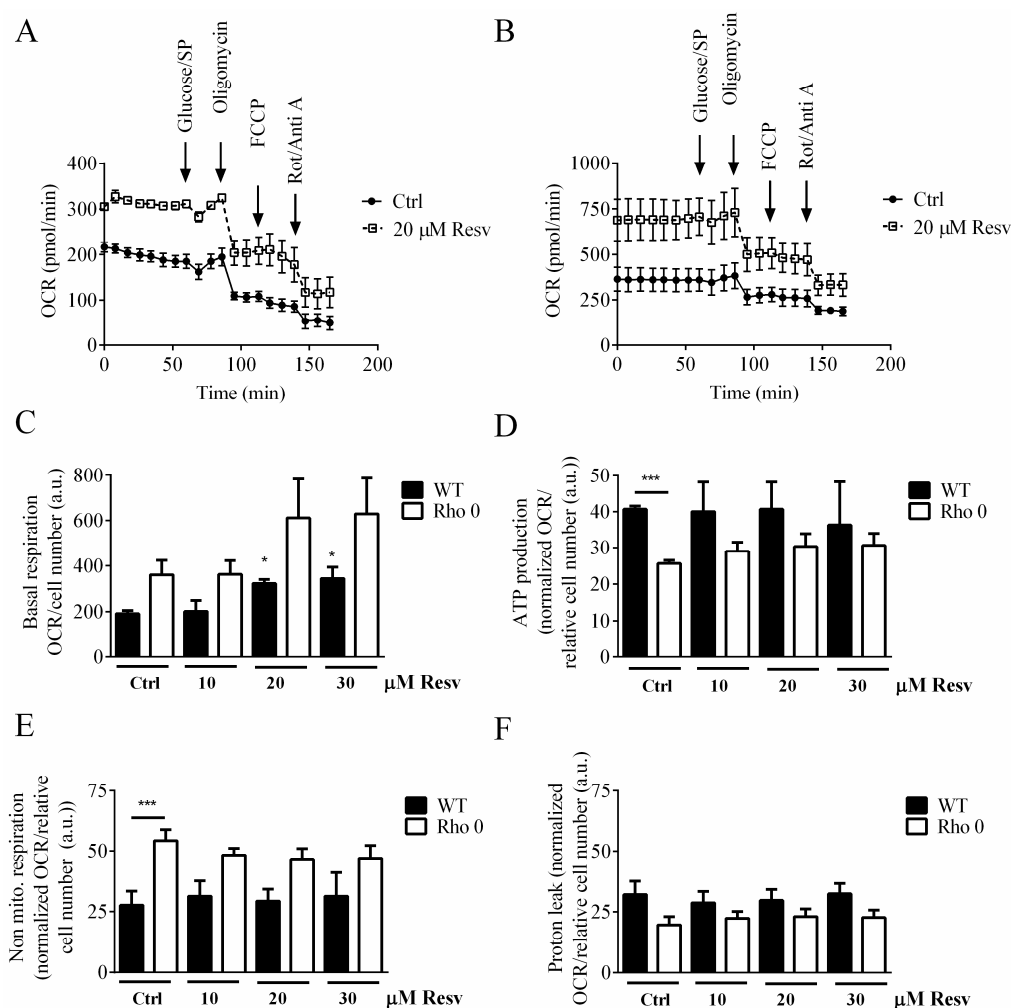 A
Glucose/SP
Oligomycin
FCCP
Rot/Anti A
400
300
200
100
0
OCR (pmol/min)
0 50 100 150 200
Time (min)
Ctrl
20 μM Resv
B
Glucose/SP
Oligomycin
FCCP
Rot/Anti A
1000
750
500
250
0
OCR (pmol/min)
0 50 100 150 200
Time (min)
Ctrl
20 μM Resv
C
800
600
400
200
0
Basal respiration
OCR/cell number (a.u.)
* *
WT
Rho 0
Ctrl 10 20 30 μM Resv
D
50
40
30
20
10
0
ATP production
(normalized OCR/
relative cell number (a.u.))
***
WT
Rho 0
Ctrl 10 20 30 μM Resv
E
75
50
25
0
Non mito. respiration
(normalized OCR/relative
cell number (a.u.))
***
WT
Rho 0
Ctrl 10 20 30 μM Resv
F
75
50
25
0
Proton leak (normalized
OCR/relative cell number (a.u.)
WT
Rho 0
Ctrl 10 20 30 μM Resv